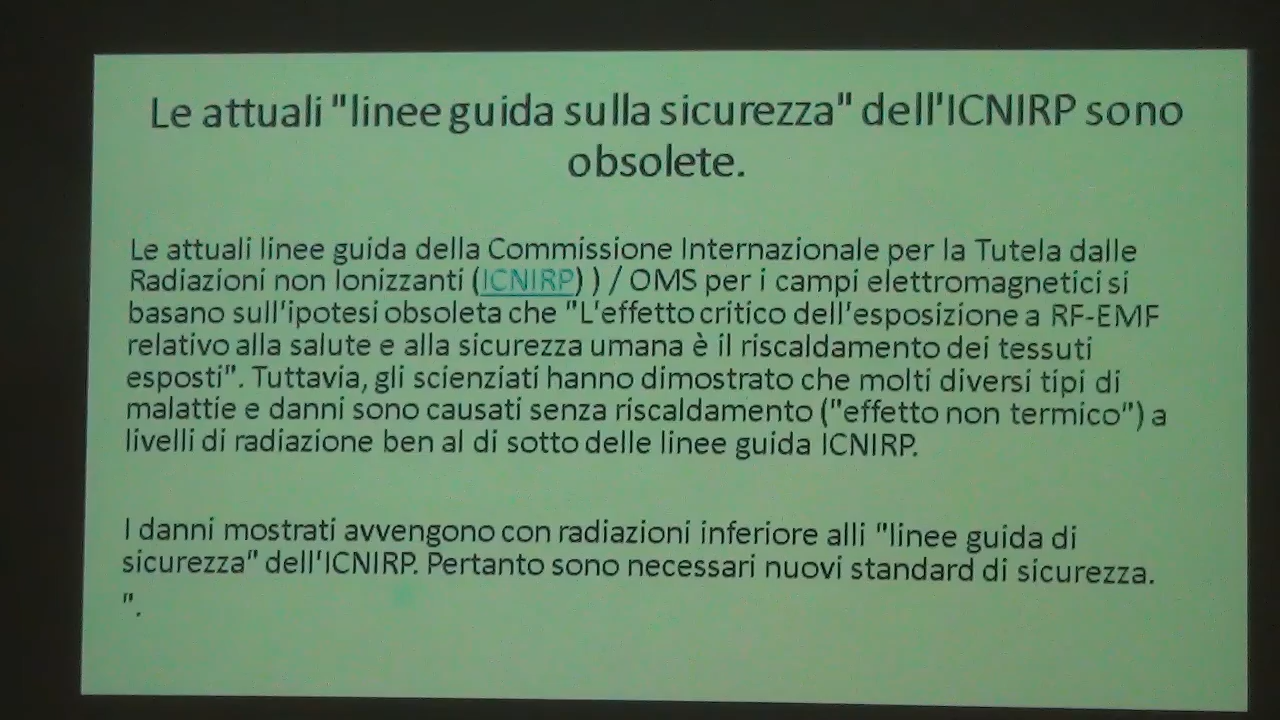 Le attuali "linee guida sulla sicurezza" dell'ICNIRP sono
obsolete.
Le attuali linee guida della Commissione Internazionale per la Tutela dalle
Radiazioni non Ionizzanti (ICNIRP) ) / OMS per i campi elettromagnetici si
basano sull'ipotesi obsoleta che "L'effetto critico dell'esposizione a RF-EMF
relativo alla salute e alla sicurezza umana è il riscaldamento dei tessuti
esposti". Tuttavia, gli scienziati hanno dimostrato che molti diversi tipi di
malattie e danni sono causati senza riscaldamento ("effetto non termico") a
livelli di radiazione ben al di sotto delle linee guida ICNIRP.
I danni mostrati avvengono con radiazioni inferiore alli "linee guida di
sicurezza" dell'ICNIRP. Pertanto sono necessari nuovi standard di sicurezza.
".